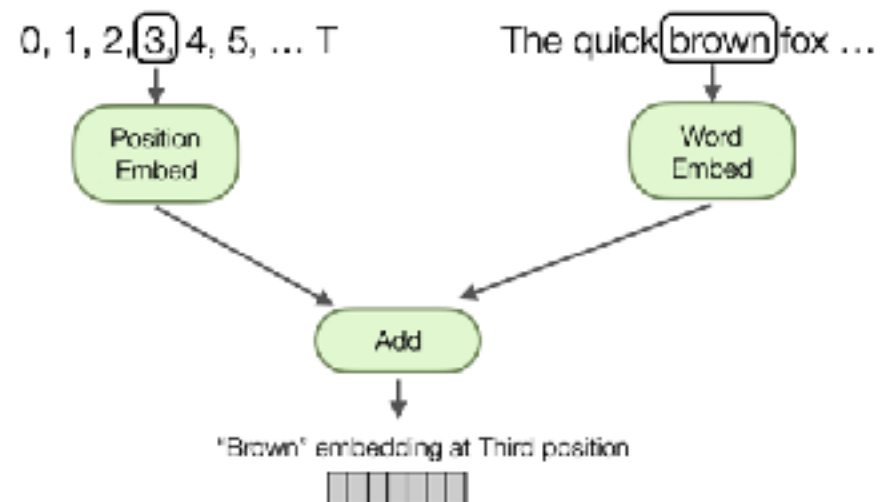 0, 1, 2, 3, 4, 5, ... T
The quick brown fox ...
Position
Embed
Word
Embed
Add
"Brown" embedding at Third position